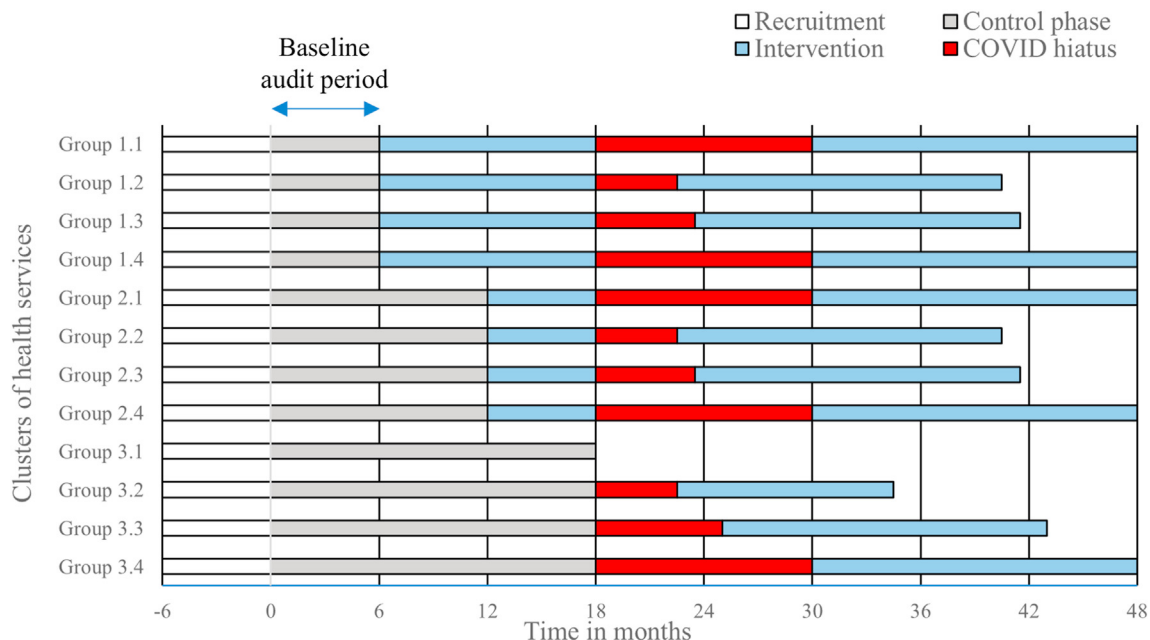 Recruitment
Control phase
Intervention
COVID hiatus
Baseline
audit period
Clusters of health services
Group 1.1
Group 1.2
Group 1.3
Group 1.4
Group 2.1
Group 2.2
Group 2.3
Group 2.4
Group 3.1
Group 3.2
Group 3.3
Group 3.4
-6 0 6 12 18 24 30 36 42 48
Time in months